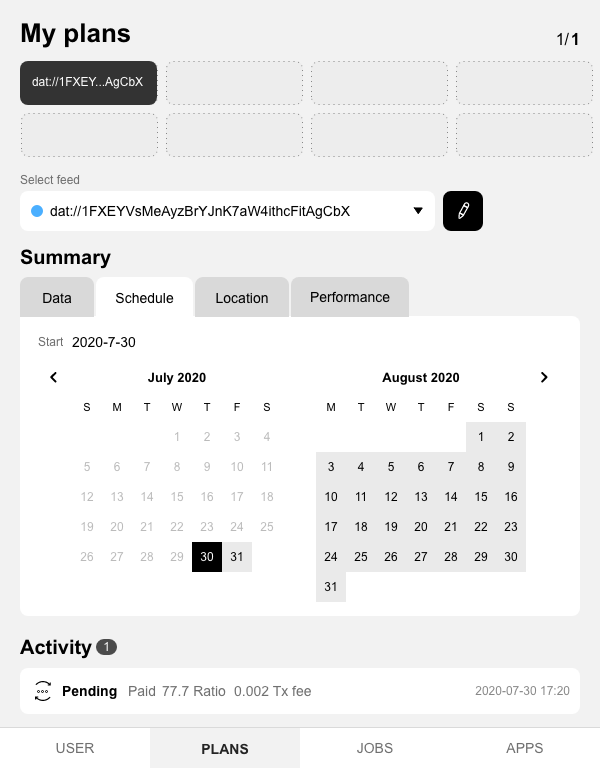 My plans
1/1
dat://1FXEY...AgCbX
Select feed
dat://1FXEYVsMeAyzBrYJnK7aW4ithcFitAgCbX
Summary
Data Schedule Location Performance
Start 2020-7-30
July 2020
S M T W T F S
1 2 3 4
5 6 7 8 9 10 11
12 13 14 15 16 17 18
19 20 21 22 23 24 25
26 27 28 29 30 31
August 2020
M T W T F S S
1 2
3 4 5 6 7 8 9
10 11 12 13 14 15 16
17 18 19 20 21 22 23
24 25 26 27 28 29 30
31
Activity 1
Pending Paid 77.7 Ratio 0.002 Tx fee 2020-07-30 17:20
USER PLANS JOBS APPS